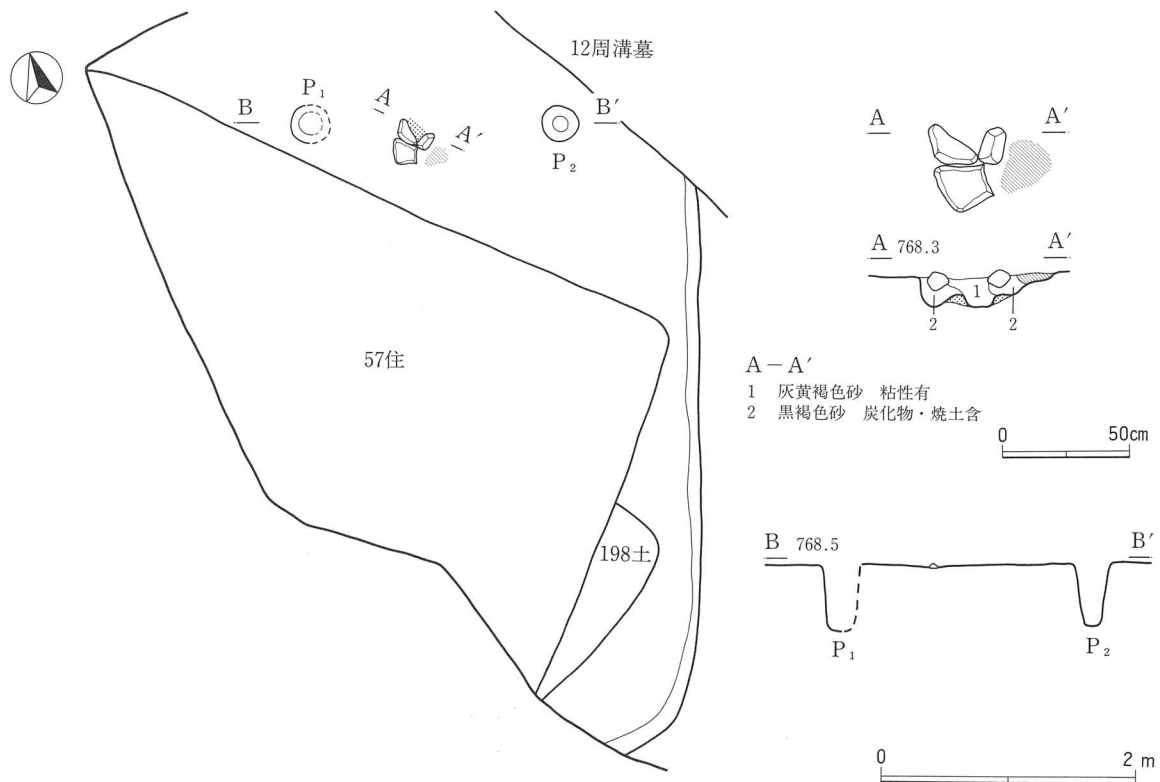 12周溝墓
P₁
B
A
A′
B′
P₂
57住
198土
A
A′
A 768.3
A′
1
2
2
A－A′
1 灰黄褐色砂 粘性有
2 黒褐色砂 炭化物・焼土含
0 50cm
B 768.5
B′
P₁
P₂
0 2 m